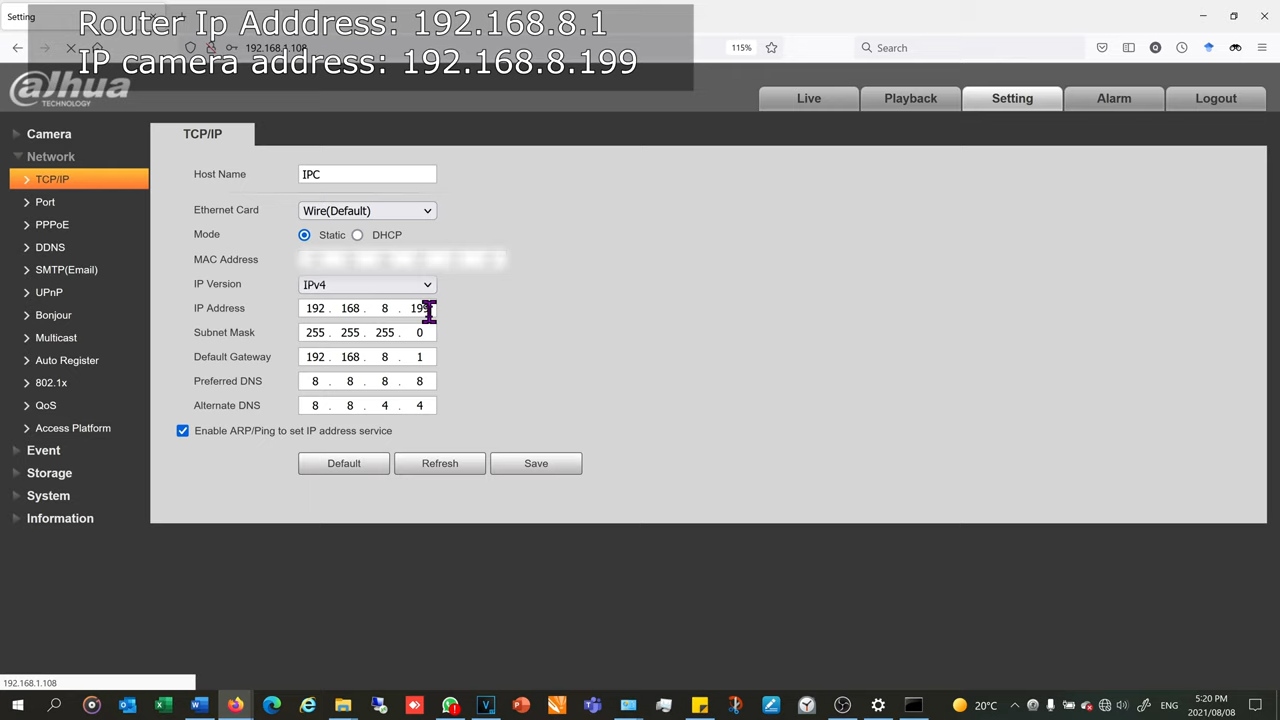 Setting
Router Ip Adddress: 192.168.8.1
192.168.1.108
115%
Search
IP camera address: 192.168.8.199
alhua
TECHNOLOGY
Live
Playback
Setting
Alarm
Logout
Camera
Network
TCP/IP
Port
PPPoE
DDNS
SMTP(Email)
UPnP
Bonjour
Multicast
Auto Register
802.1x
QoS
Access Platform
Event
Storage
System
Information
TCP/IP
Host Name IPC
Ethernet Card Wire(Default)
Mode Static DHCP
MAC Address
IP Version IPv4
IP Address 192 . 168 . 8 . 199
Subnet Mask 255 . 255 . 255 . 0
Default Gateway 192 . 168 . 8 . 1
Preferred DNS 8 . 8 . 8 . 8
Alternate DNS 8 . 8 . 4 . 4
Enable ARP/Ping to set IP address service
Default Refresh Save
192.168.1.108
20°C
ENG
5:20 PM
2021/08/08